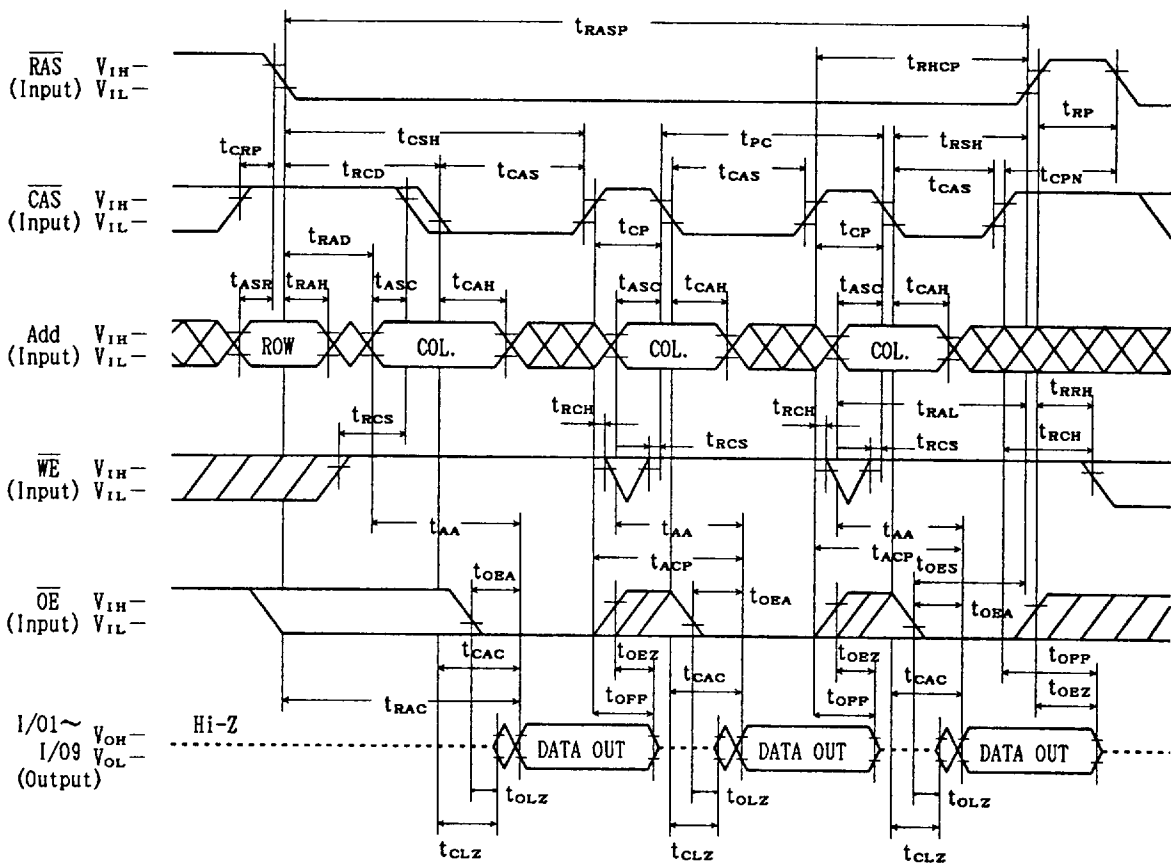 tRASP
RAS VIH
(Input) VIL
tRHCP
tRP
tCSH
tPC
tRSH
tCRP
tRCD
tCAS
tCAS
tCAS
tCPN
CAS VIH
(Input) VIL
tRAD
tCP
tCP
tASR
tRAH
tASC
tCAH
tASC
tCAH
tASC
tCAH
Add VIH
(Input) VIL
ROW
COL.
COL.
COL.
tRCS
tRCH
tRCS
tRCH
tRAL
tRCS
tRRH
tRCH
WE VIH
(Input) VIL
tAA
tAA
tAA
tACP
tACP
tOES
tOEA
tOEA
tOEA
OE VIH
(Input) VIL
tCAC
tOEZ
tCAC
tOEZ
tCAC
tOFF
tRAC
tOFF
tOFF
tOEZ
I/O1~ VOH
I/O9 VOL
(Output)
Hi-Z
DATA OUT
DATA OUT
DATA OUT
tOLZ
tOLZ
tOLZ
tCLZ
tCLZ
tCLZ